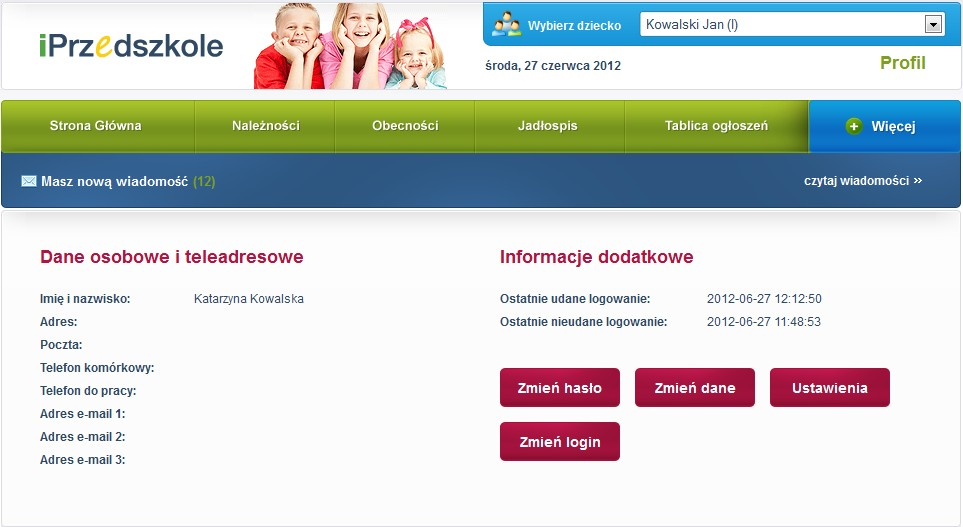 iPrzedszkole
Wybierz dziecko
Kowalski Jan (I)
środa, 27 czerwca 2012
Profil
Strona Główna
Należności
Obecności
Jadłospis
Tablica ogłoszeń
+ Więcej
Masz nową wiadomość (12)
czytaj wiadomości »
Dane osobowe i teleadresowe
Imię i nazwisko: Katarzyna Kowalska
Adres:
Poczta:
Telefon komórkowy:
Telefon do pracy:
Adres e-mail 1:
Adres e-mail 2:
Adres e-mail 3:
Informacje dodatkowe
Ostatnie udane logowanie: 2012-06-27 12:12:50
Ostatnie nieudane logowanie: 2012-06-27 11:48:53
Zmień hasło
Zmień dane
Ustawienia
Zmień login